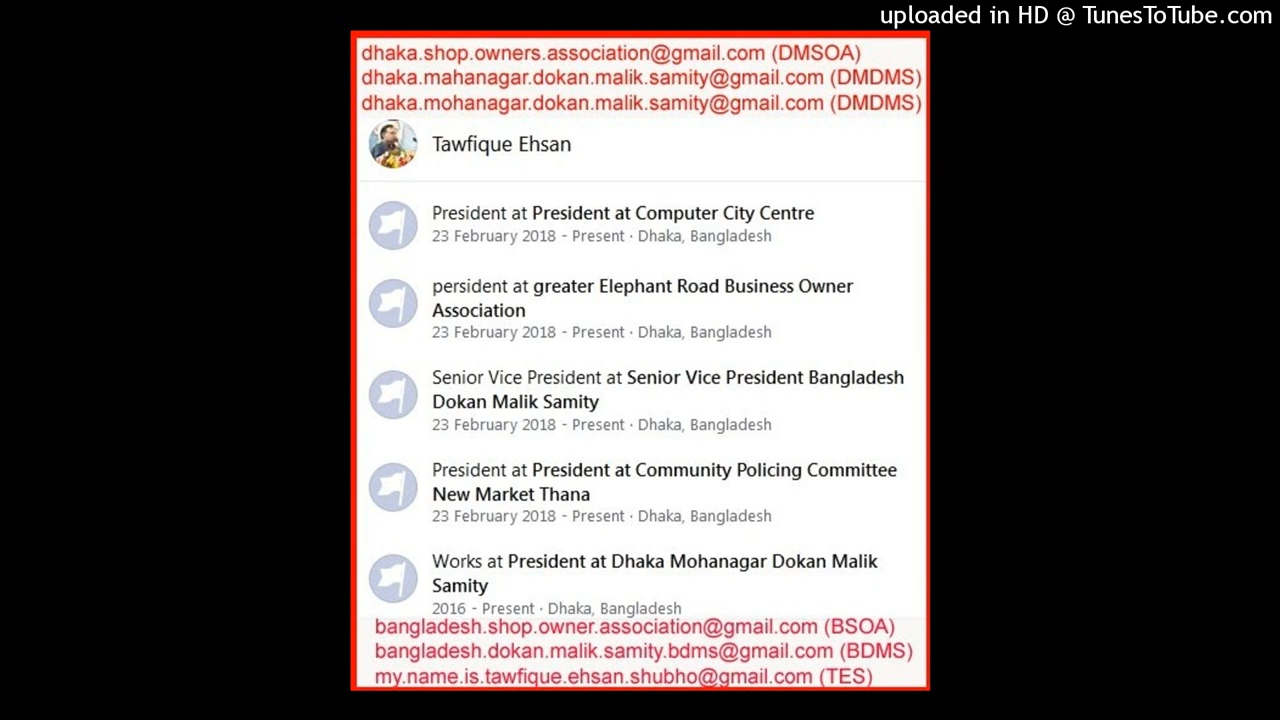 uploaded in HD @ TunesToTube.com
dhaka.shop.owners.association@gmail.com (DMSOA)
dhaka.mahanagar.dokan.malik.samity@gmail.com (DMDMS)
dhaka.mohanagar.dokan.malik.samity@gmail.com (DMDMS)
Tawfique Ehsan
President at President at Computer City Centre
23 February 2018 - Present · Dhaka, Bangladesh
persident at greater Elephant Road Business Owner
Association
23 February 2018 - Present · Dhaka, Bangladesh
Senior Vice President at Senior Vice President Bangladesh
Dokan Malik Samity
23 February 2018 - Present · Dhaka, Bangladesh
President at President at Community Policing Committee
New Market Thana
23 February 2018 - Present · Dhaka, Bangladesh
Works at President at Dhaka Mohanagar Dokan Malik
Samity
2016 - Present · Dhaka, Bangladesh
bangladesh.shop.owner.association@gmail.com (BSOA)
bangladesh.dokan.malik.samity.bdms@gmail.com (BDMS)
my.name.is.tawfique.ehsan.shubho@gmail.com (TES)